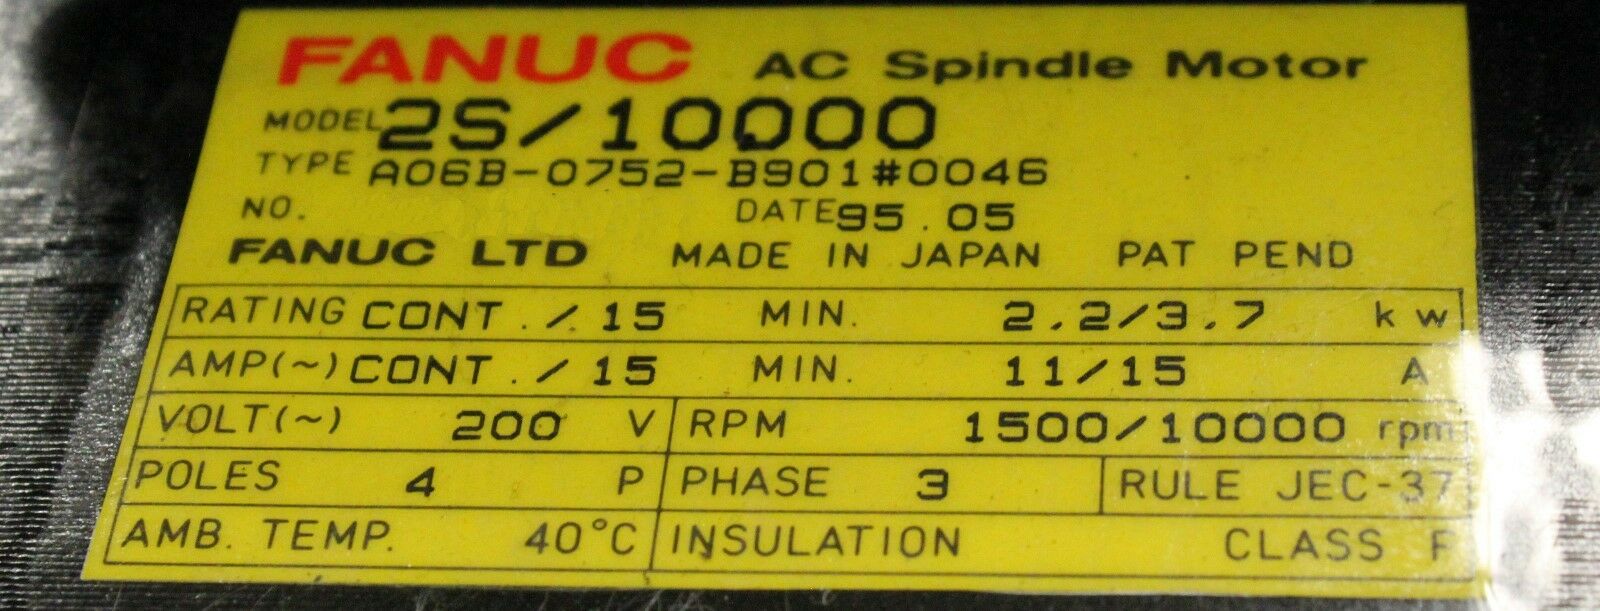 FANUC AC Spindle Motor
MODEL 2S/10000
TYPE A06B-0752-B901#0046
NO. DATE 95.05
FANUC LTD MADE IN JAPAN PAT PEND
RATING CONT./15 MIN. 2.2/3.7 kw
AMP(~) CONT./15 MIN. 11/15 A
VOLT(~) 200 V RPM 1500/10000 rpm
POLES 4 P PHASE 3 RULE JEC-37
AMB. TEMP. 40°C INSULATION CLASS F